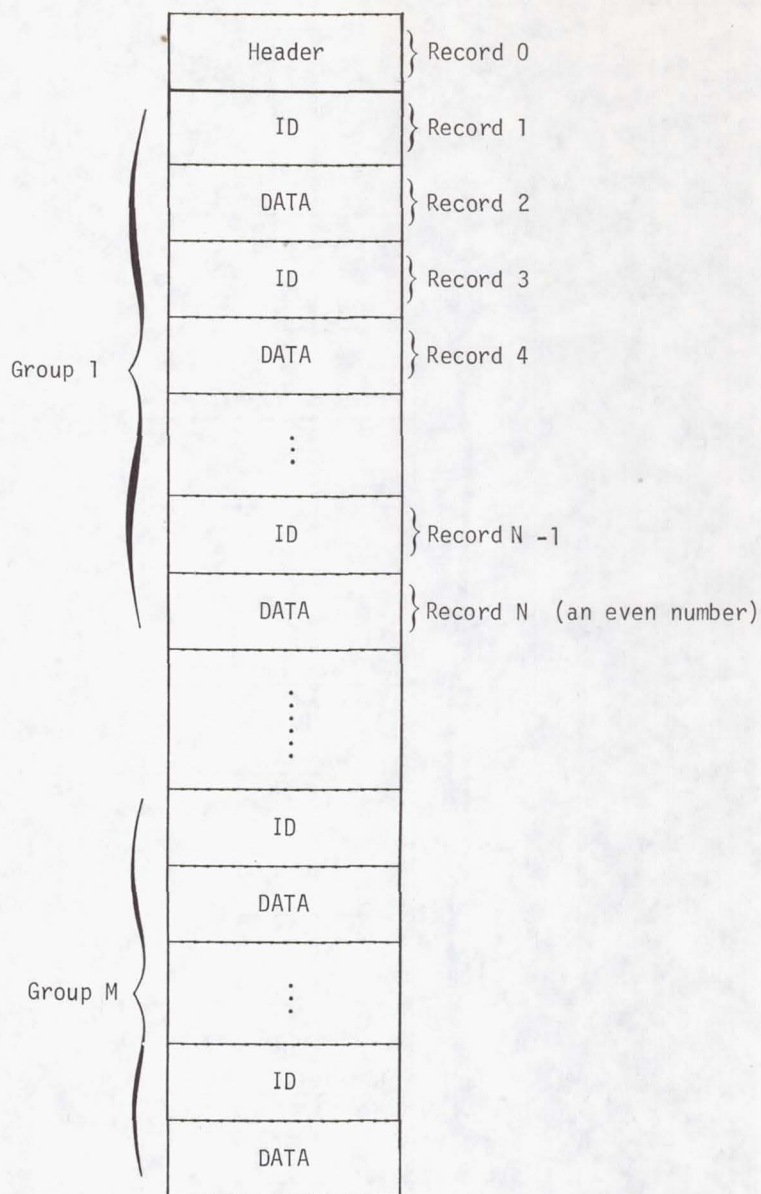 Header } Record 0
ID } Record 1
DATA } Record 2
ID } Record 3
Group 1 DATA } Record 4
⋮
ID } Record N -1
DATA } Record N (an even number)
⋮
ID
DATA
Group M ⋮
ID
DATA